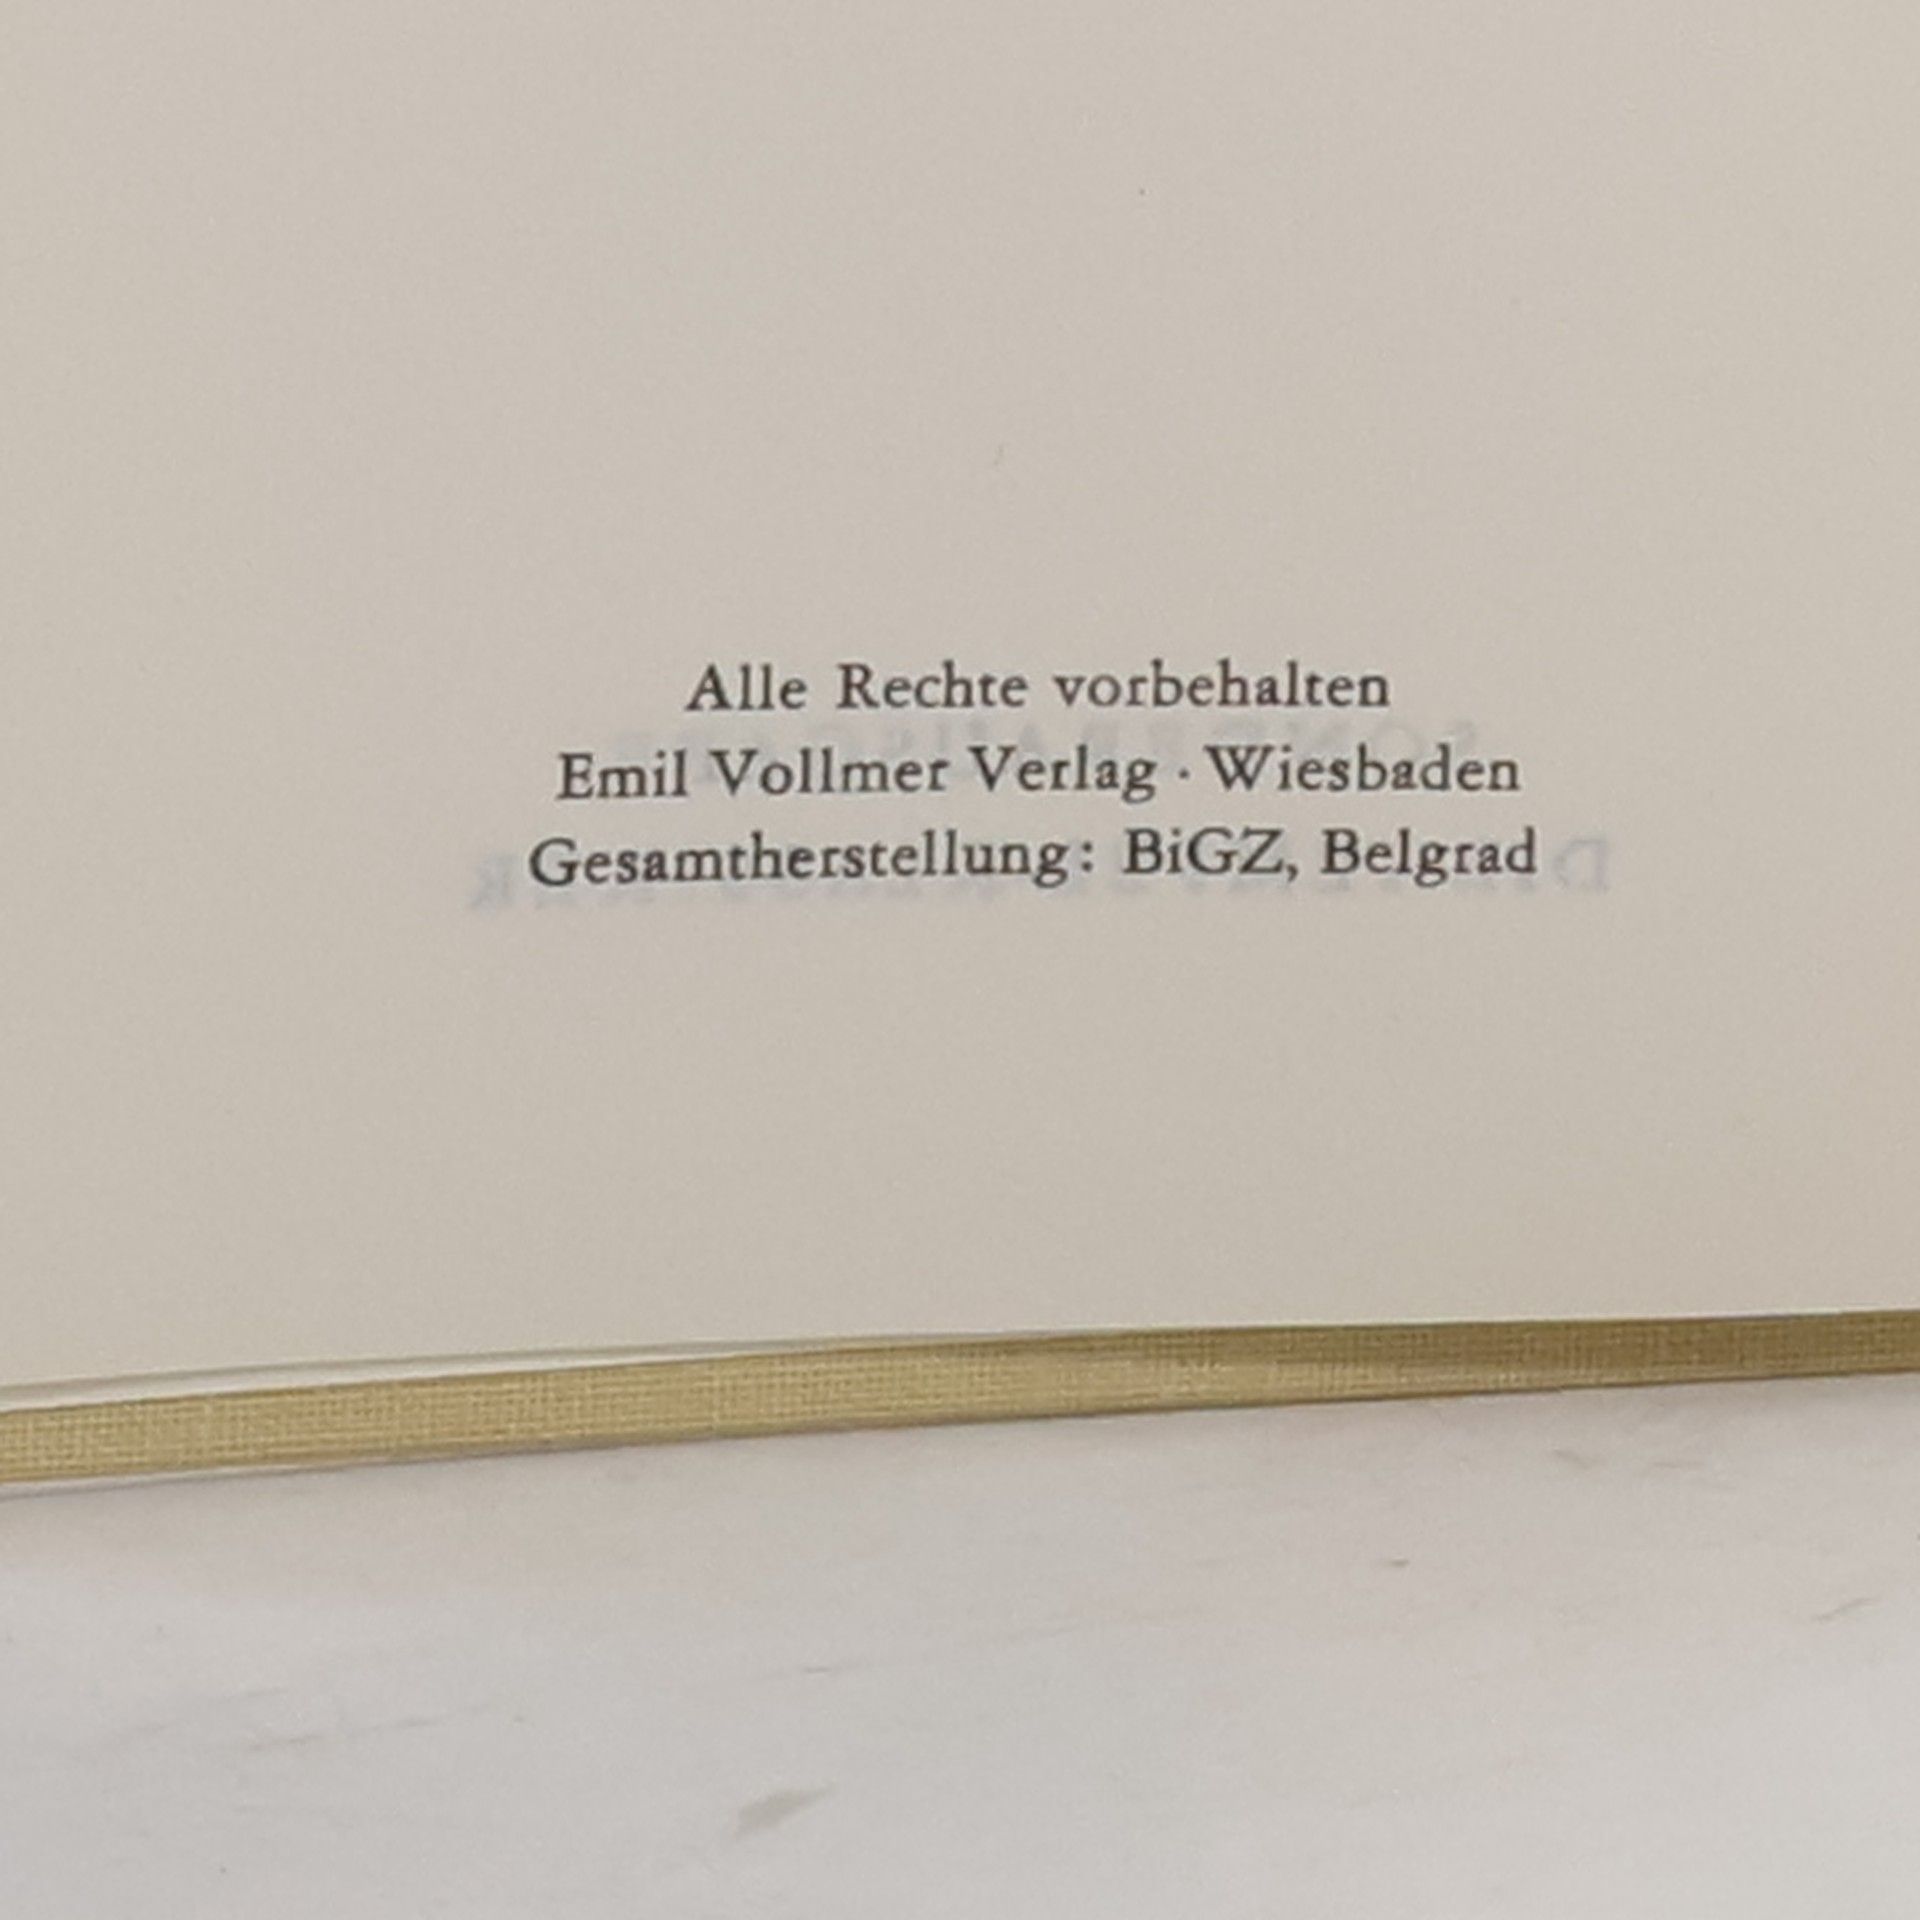 Alle Rechte vorbehalten
Emil Vollmer Verlag · Wiesbaden
Gesamtherstellung: BiGZ, Belgrad